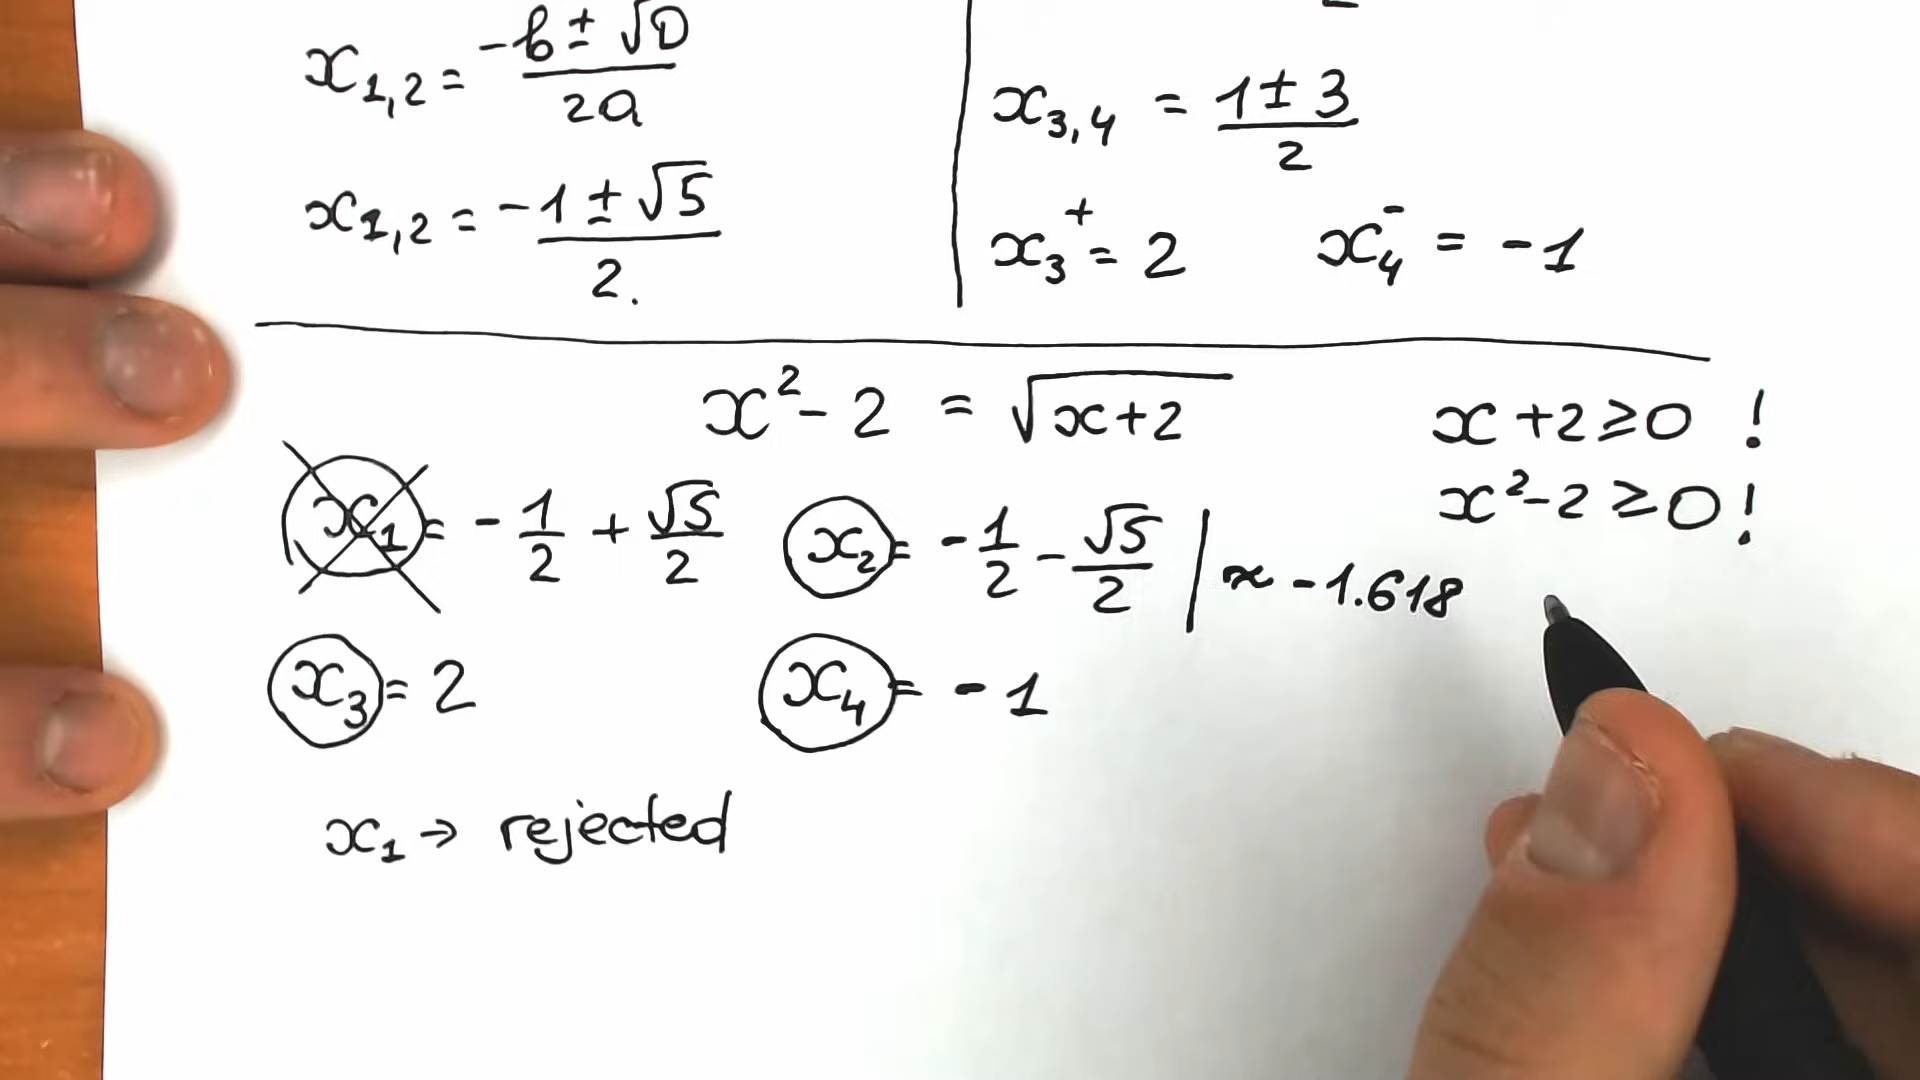 x₁,₂ = (-b ± √D)/2a
x₁,₂ = (-1 ± √5)/2.
x₃,₄ = (1 ± 3)/2
x₃⁺ = 2 x₄⁻ = -1
x² - 2 = √(x+2)
x + 2 ≥ 0 !
x² - 2 ≥ 0 !
x₁ = -1/2 + √5/2 x₂ = -1/2 - √5/2 | ≈ -1.618
x₃ = 2 x₄ = -1
x₁ → rejected